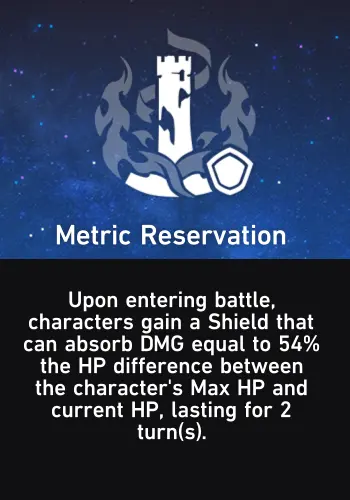 Metric Reservation
Upon entering battle,
characters gain a Shield that
can absorb DMG equal to 54%
the HP difference between
the character's Max HP and
current HP, lasting for 2
turn(s).